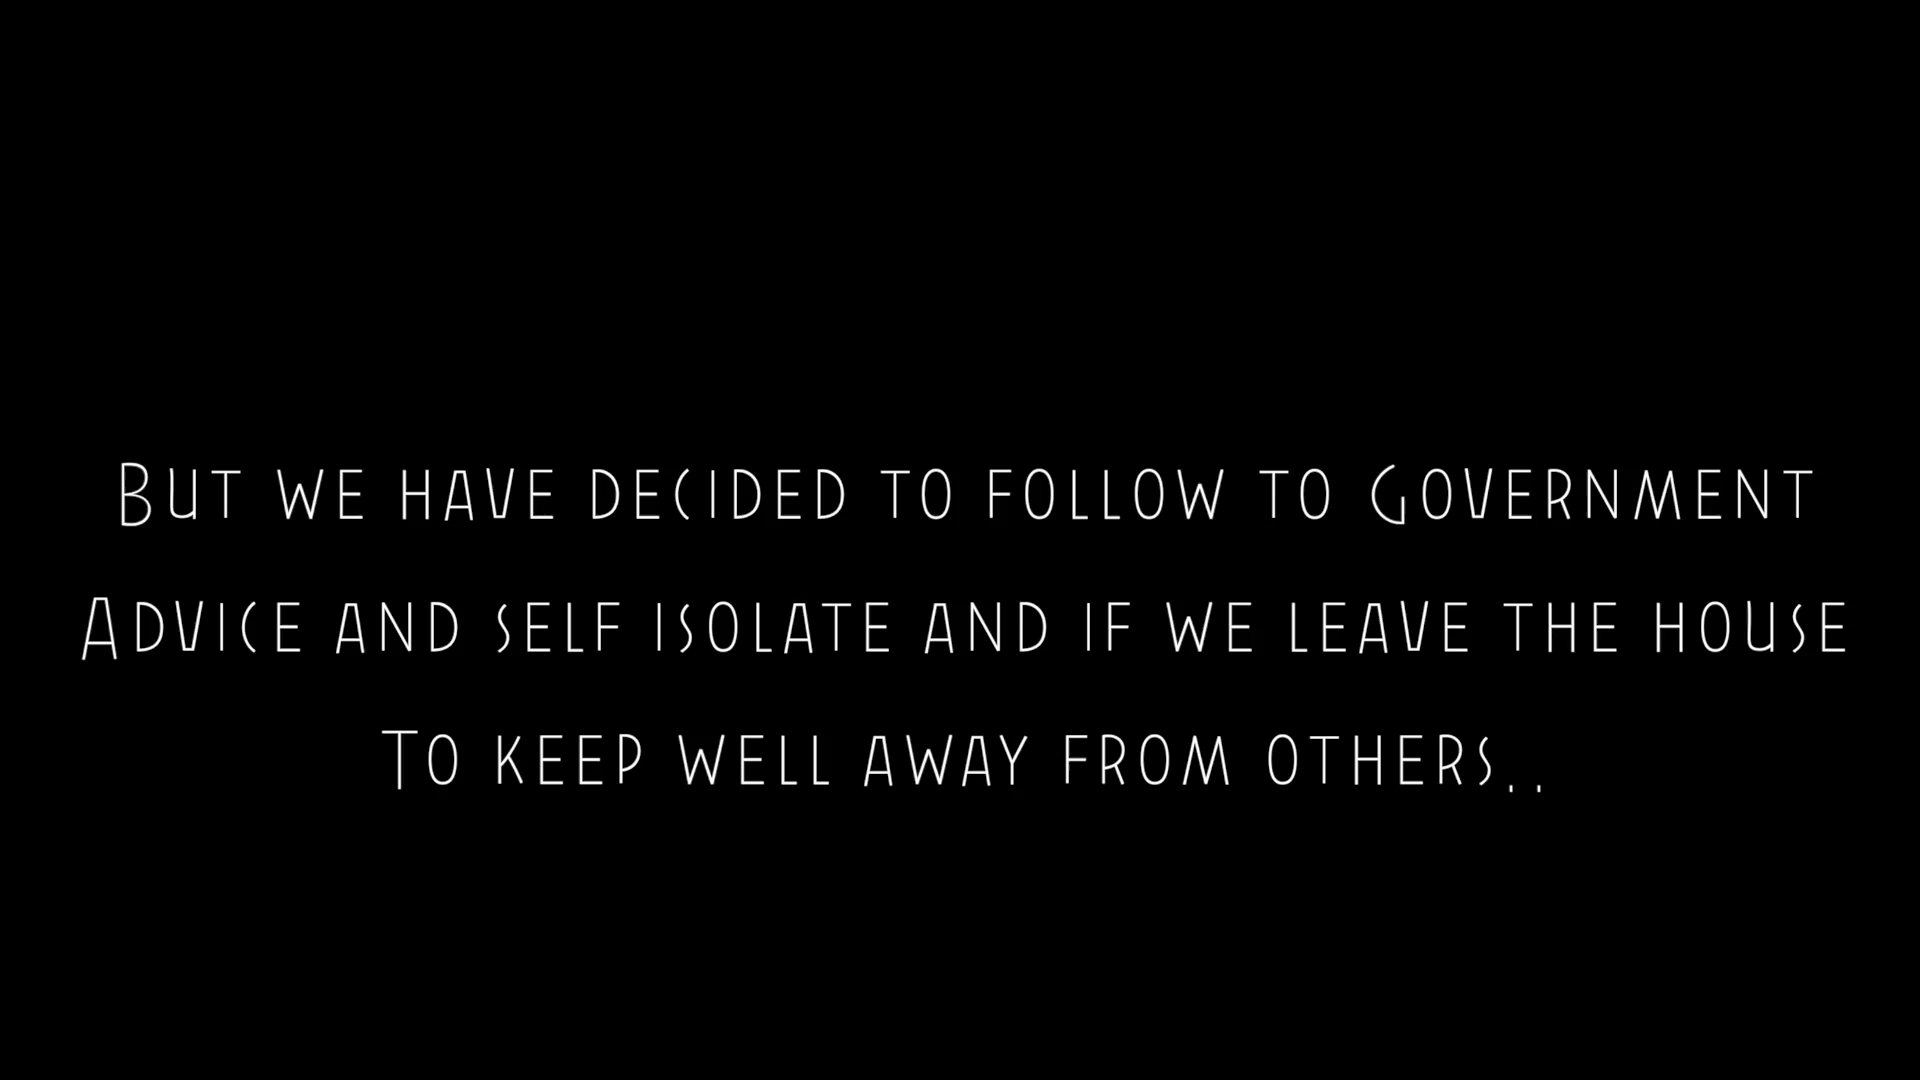 But we have decided to follow to Government
Advice and self isolate and if we leave the house
To keep well away from others..